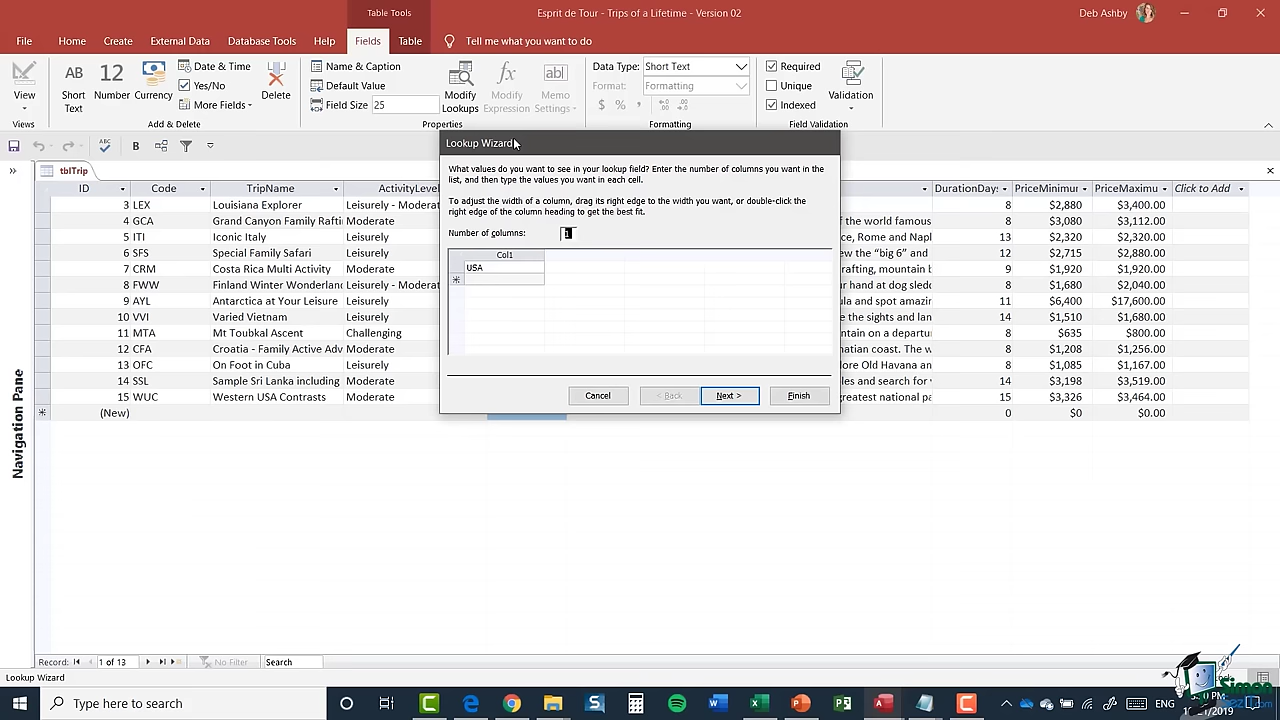 Table Tools
Esprit de Tour - Trips of a Lifetime - Version 02
Deb Ashby
File Home Create External Data Database Tools Help Fields Table Tell me what you want to do
View
Views
AB
Short
Text
12
Number
Currency
Date & Time
Yes/No
More Fields
Delete
Add & Delete
Name & Caption
Default Value
Field Size 25
Modify
Lookups
fx
Modify
Expression
ab
Memo
Settings
Properties
Data Type: Short Text
Format: Formatting
$ % ,
Formatting
Required
Unique
Indexed
Validation
Field Validation
B
tblTrip
ID Code TripName ActivityLevel DurationDay PriceMinimum PriceMaximu Click to Add
3 LEX Louisiana Explorer Leisurely - Moderat 8 $2,880 $3,400.00
4 GCA Grand Canyon Family Rafti Moderate of the world famous 8 $3,080 $3,112.00
5 ITI Iconic Italy Leisurely ce, Rome and Napl 13 $2,320 $2,320.00
6 SFS Special Family Safari Leisurely ew the "big 6" and 12 $2,715 $2,880.00
7 CRM Costa Rica Multi Activity Moderate rafting, mountain b 9 $1,920 $1,920.00
8 FWW Finland Winter Wonderland Leisurely - Moderat ur hand at dog sled 8 $1,680 $2,040.00
9 AYL Antarctica at Your Leisure Leisurely ula and spot amazin 11 $6,400 $17,600.00
10 VVI Varied Vietnam Leisurely e the sights and lan 14 $1,510 $1,680.00
11 MTA Mt Toubkal Ascent Challenging ntain on a departu 8 $635 $800.00
12 CFA Croatia - Family Active Adv Moderate natian coast. The w 8 $1,208 $1,256.00
13 OFC On Foot in Cuba Leisurely lore Old Havana an 8 $1,085 $1,167.00
14 SSL Sample Sri Lanka including Moderate les and search for 14 $3,198 $3,519.00
15 WUC Western USA Contrasts Moderate greatest national pa 15 $3,326 $3,464.00
(New) 0 $0 $0.00
Lookup Wizard
What values do you want to see in your lookup field? Enter the number of columns you want in the
list, and then type the values you want in each cell.
To adjust the width of a column, drag its right edge to the width you want, or double-click the
right edge of the column heading to get the best fit.
Number of columns: 1
Col1
USA
Cancel < Back Next > Finish
Navigation Pane
Record: 1 of 13 No Filter Search
Lookup Wizard
Type here to search
ENG